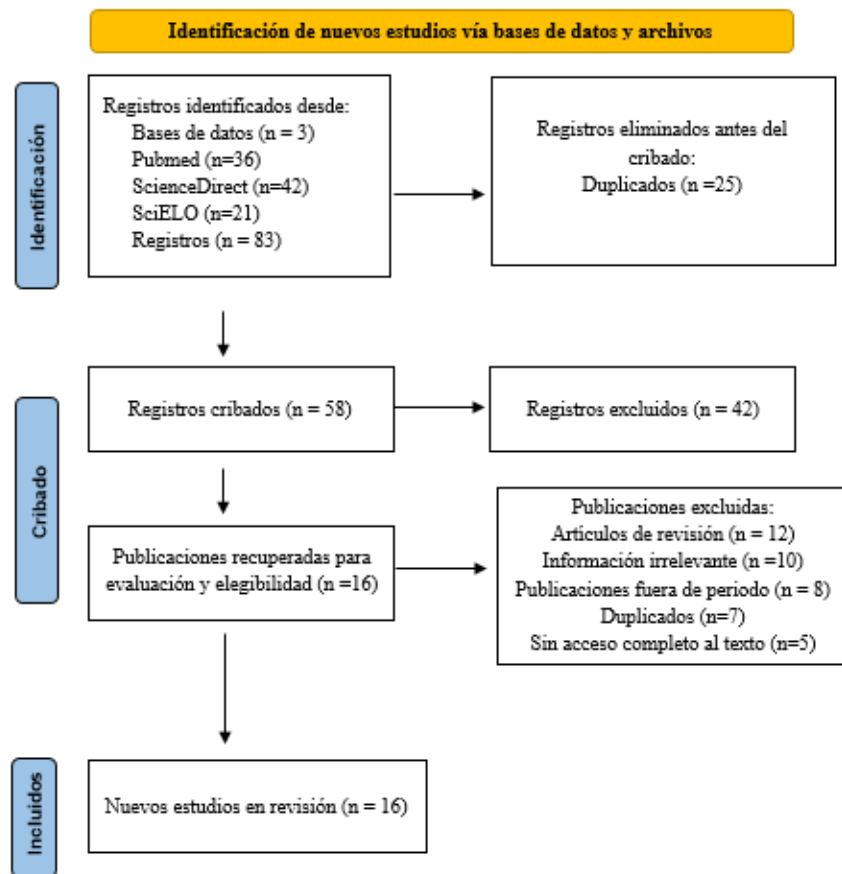 Identificación de nuevos estudios vía bases de datos y archivos
Identificación
Registros identificados desde:
Bases de datos (n = 3)
Pubmed (n=36)
ScienceDirect (n=42)
SciELO (n=21)
Registros (n = 83)
Registros eliminados antes del
cribado:
Duplicados (n =25)
Cribado
Registros cribados (n = 58)
Registros excluidos (n = 42)
Publicaciones recuperadas para
evaluación y elegibilidad (n =16)
Publicaciones excluidas:
Artículos de revisión (n = 12)
Información irrelevante (n =10)
Publicaciones fuera de periodo (n = 8)
Duplicados (n=7)
Sin acceso completo al texto (n=5)
Incluidos
Nuevos estudios en revisión (n = 16)